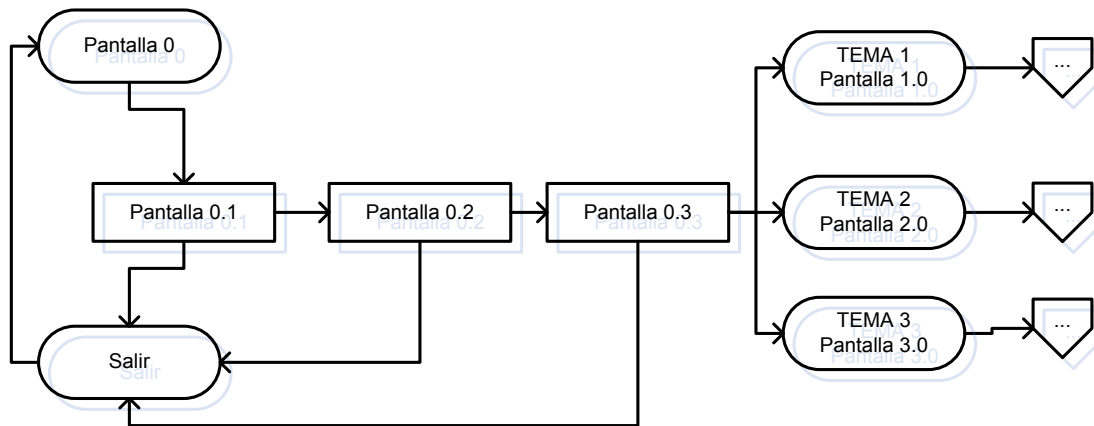 Pantalla 0
TEMA 1
Pantalla 1.0
...
Pantalla 0.1
Pantalla 0.2
Pantalla 0.3
TEMA 2
Pantalla 2.0
...
Salir
TEMA 3
Pantalla 3.0
...